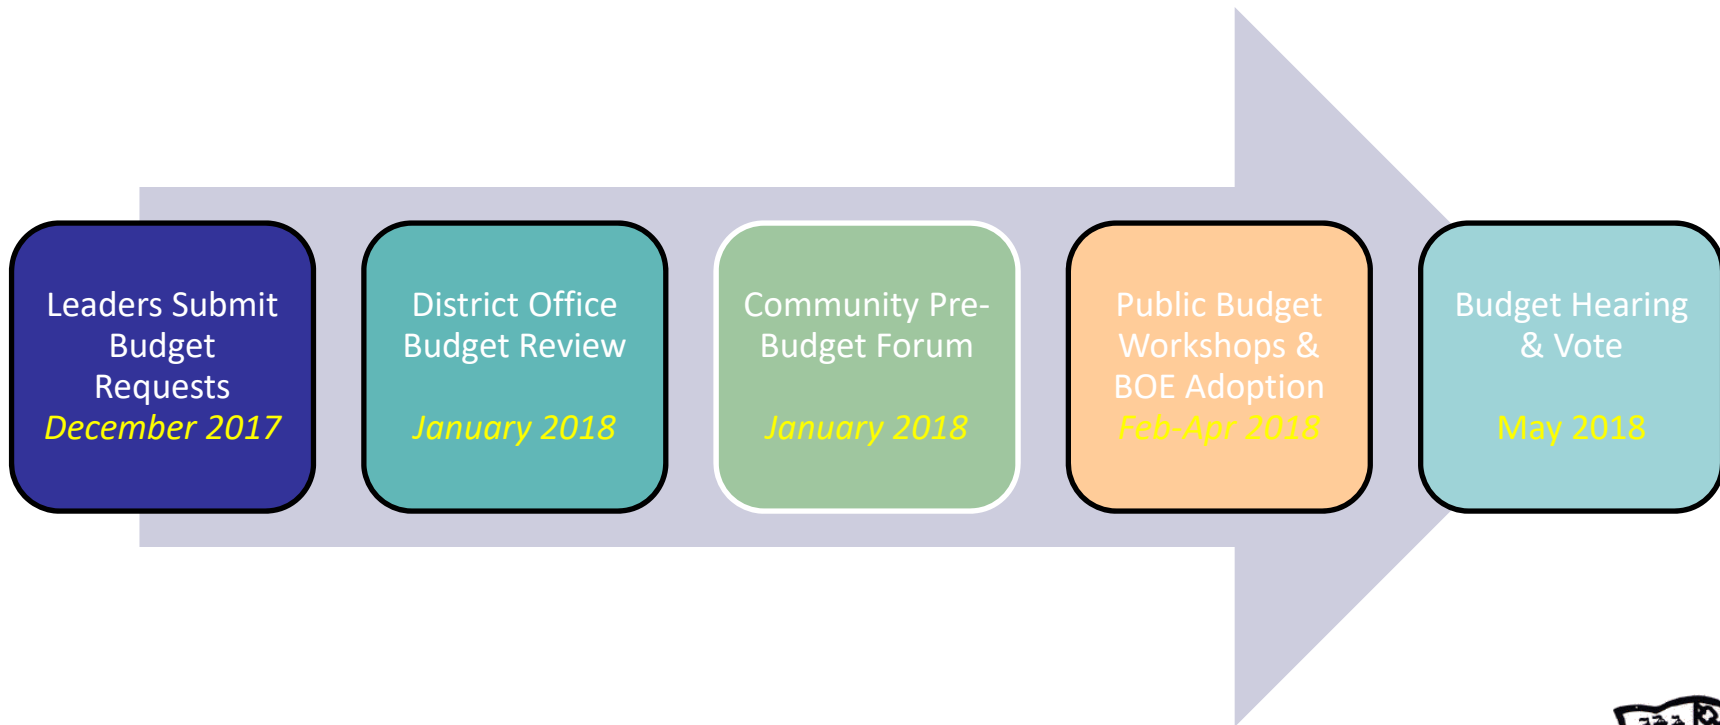 Leaders Submit
Budget
Requests
December 2017
District Office
Budget Review
January 2018
Community Pre-
Budget Forum
January 2018
Public Budget
Workshops &
BOE Adoption
Feb-Apr 2018
Budget Hearing
& Vote
May 2018